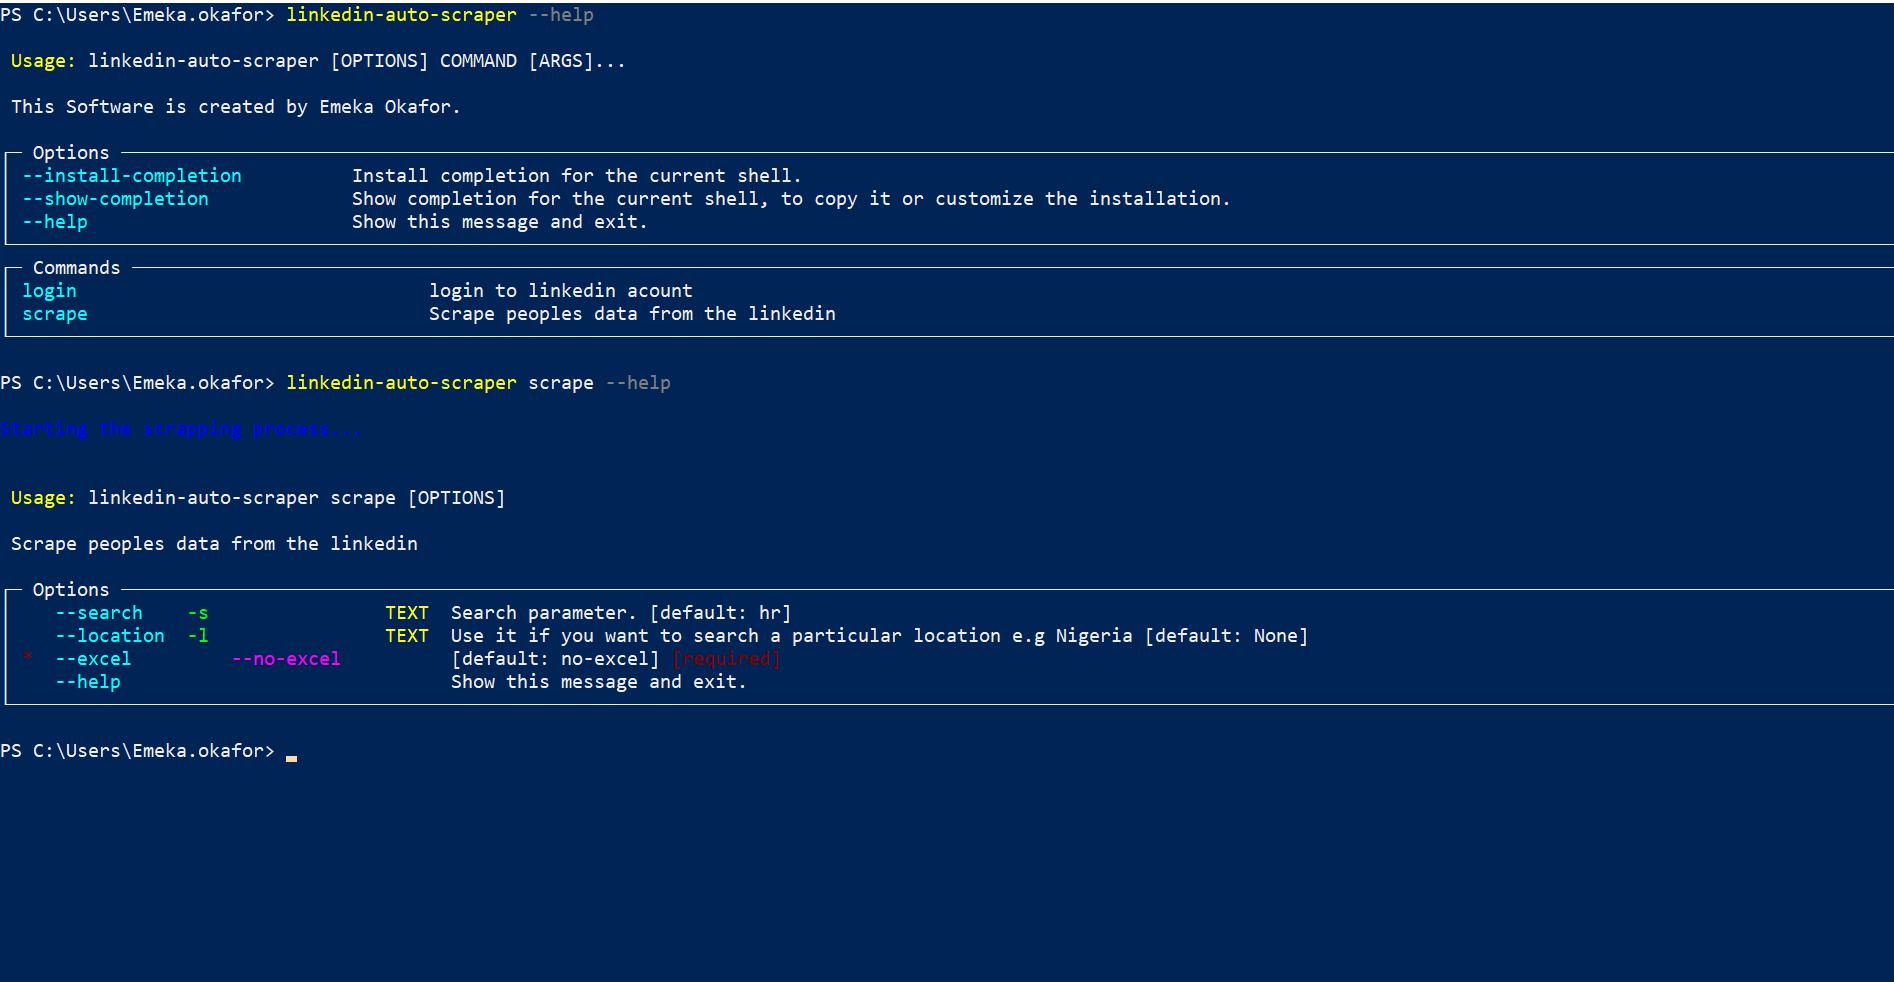 PS C:\Users\Emeka.okafor> linkedin-auto-scraper --help
Usage: linkedin-auto-scraper [OPTIONS] COMMAND [ARGS]...
This Software is created by Emeka Okafor.
Options
--install-completion Install completion for the current shell.
--show-completion Show completion for the current shell, to copy it or customize the installation.
--help Show this message and exit.
Commands
login login to linkedin acount
scrape Scrape peoples data from the linkedin
PS C:\Users\Emeka.okafor> linkedin-auto-scraper scrape --help
Starting the scrapping process...
Usage: linkedin-auto-scraper scrape [OPTIONS]
Scrape peoples data from the linkedin
Options
--search -s TEXT Search parameter. [default: hr]
--location -l TEXT Use it if you want to search a particular location e.g Nigeria [default: None]
* --excel --no-excel [default: no-excel] [required]
--help Show this message and exit.
PS C:\Users\Emeka.okafor>